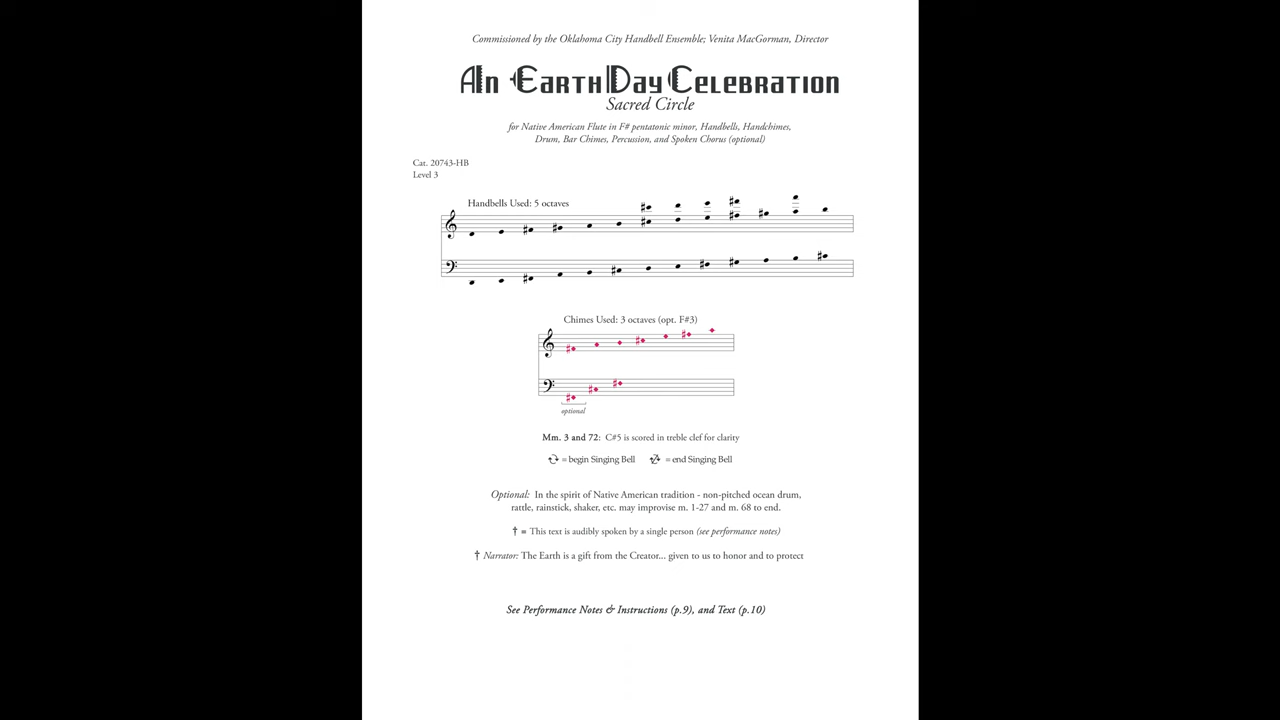 Commissioned by the Oklahoma City Handbell Ensemble; Venita MacGorman, Director
An Earth Day Celebration
Sacred Circle
for Native American Flute in F# pentatonic minor, Handbells, Handchimes,
Drum, Bar Chimes, Percussion, and Spoken Chorus (optional)
Cat. 20743-HB
Level 3
Handbells Used: 5 octaves
Chimes Used: 3 octaves (opt. F#3)
optional
Mm. 3 and 72: C#5 is scored in treble clef for clarity
= begin Singing Bell = end Singing Bell
Optional: In the spirit of Native American tradition - non-pitched ocean drum,
rattle, rainstick, shaker, etc. may improvise m. 1-27 and m. 68 to end.
† = This text is audibly spoken by a single person (see performance notes)
† Narrator: The Earth is a gift from the Creator... given to us to honor and to protect
See Performance Notes & Instructions (p.9), and Text (p.10)